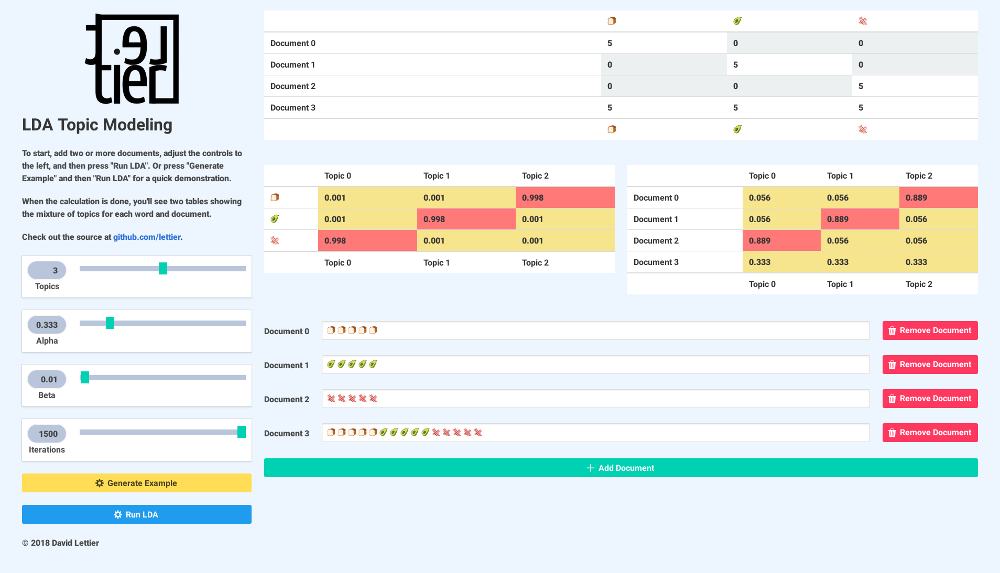 lettier
LDA Topic Modeling
To start, add two or more documents, adjust the controls to
the left, and then press "Run LDA". Or press "Generate
Example" and then "Run LDA" for a quick demonstration.
When the calculation is done, you'll see two tables showing
the mixture of topics for each word and document.
Check out the source at github.com/lettier.
3
Topics
0.333
Alpha
0.01
Beta
1500
Iterations
Generate Example
Run LDA
© 2018 David Lettier
🍞 🥑 🥓
Document 0 5 0 0
Document 1 0 5 0
Document 2 0 0 5
Document 3 5 5 5
🍞 🥑 🥓
Topic 0 Topic 1 Topic 2
🍞 0.001 0.001 0.998
🥑 0.001 0.998 0.001
🥓 0.998 0.001 0.001
Topic 0 Topic 1 Topic 2
Topic 0 Topic 1 Topic 2
Document 0 0.056 0.056 0.889
Document 1 0.056 0.889 0.056
Document 2 0.889 0.056 0.056
Document 3 0.333 0.333 0.333
Topic 0 Topic 1 Topic 2
Document 0 🍞🍞🍞🍞🍞 Remove Document
Document 1 🥑🥑🥑🥑🥑 Remove Document
Document 2 🥓🥓🥓🥓🥓 Remove Document
Document 3 🍞🍞🍞🍞🍞🥑🥑🥑🥑🥑🥓🥓🥓🥓🥓 Remove Document
+ Add Document